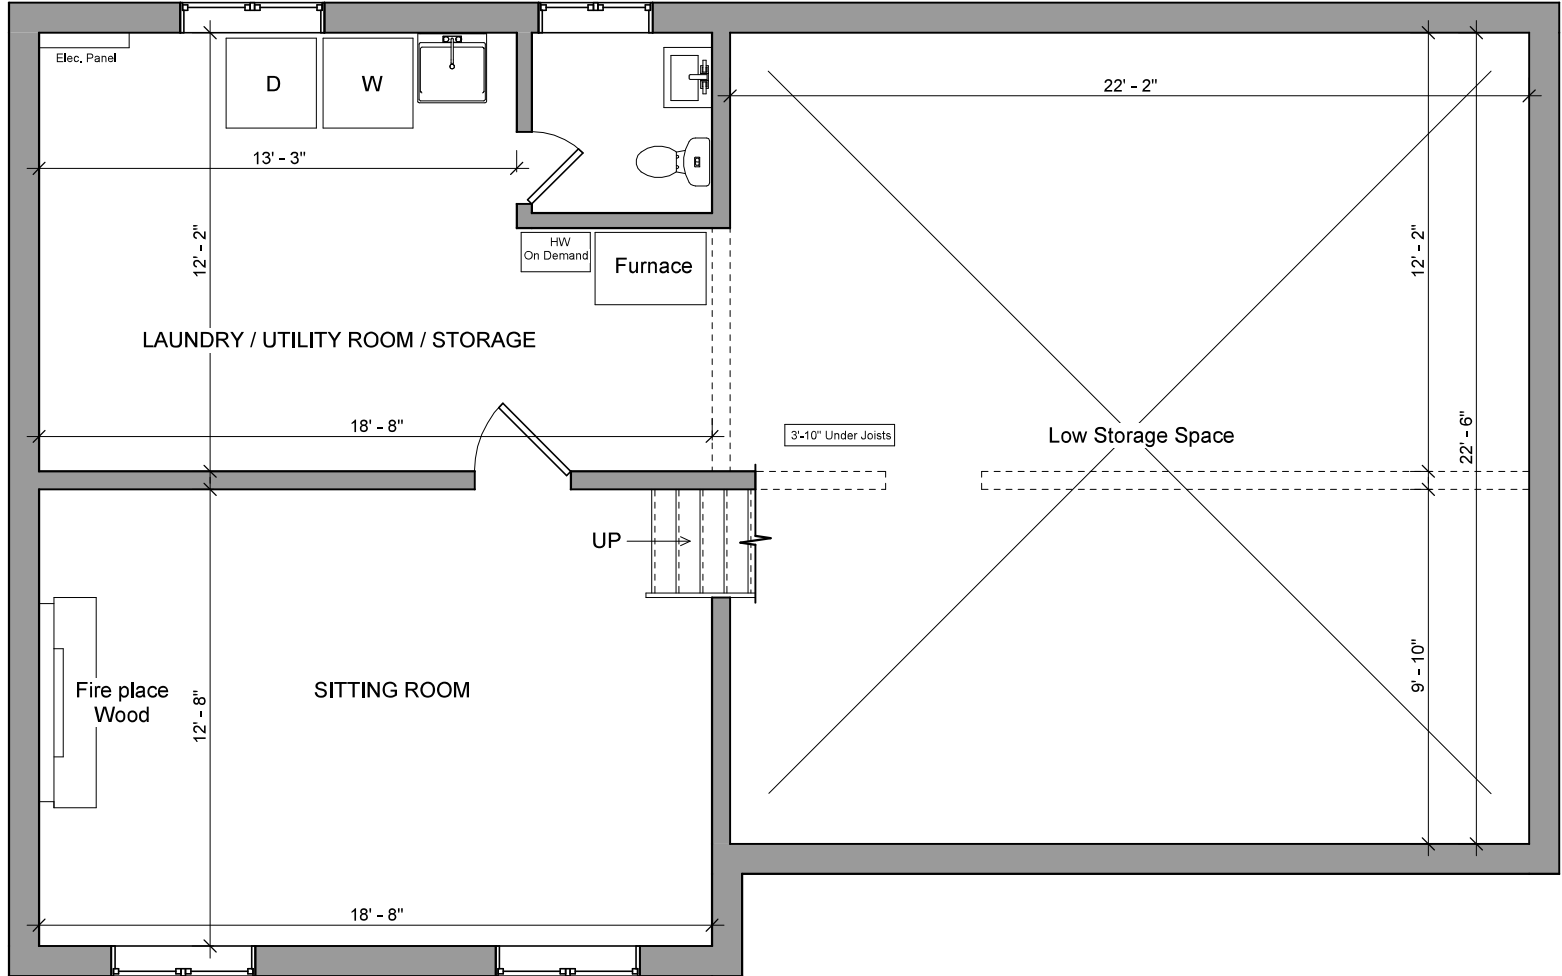 Elec. Panel
D
W
22' - 2"
13' - 3"
12' - 2"
12' - 2"
HW
On Demand
Furnace
LAUNDRY / UTILITY ROOM / STORAGE
18' - 8"
3'-10" Under Joists
Low Storage Space
22' - 6"
UP
9' - 10"
Fire place
Wood
SITTING ROOM
12' - 8"
18' - 8"